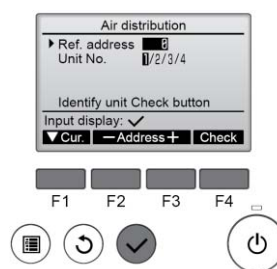 Air distribution
Ref. address 8
Unit No. 1/2/3/4
Identify unit Check button
Input display: ✓
▼ Cur. − Address + Check
F1 F2 F3 F4